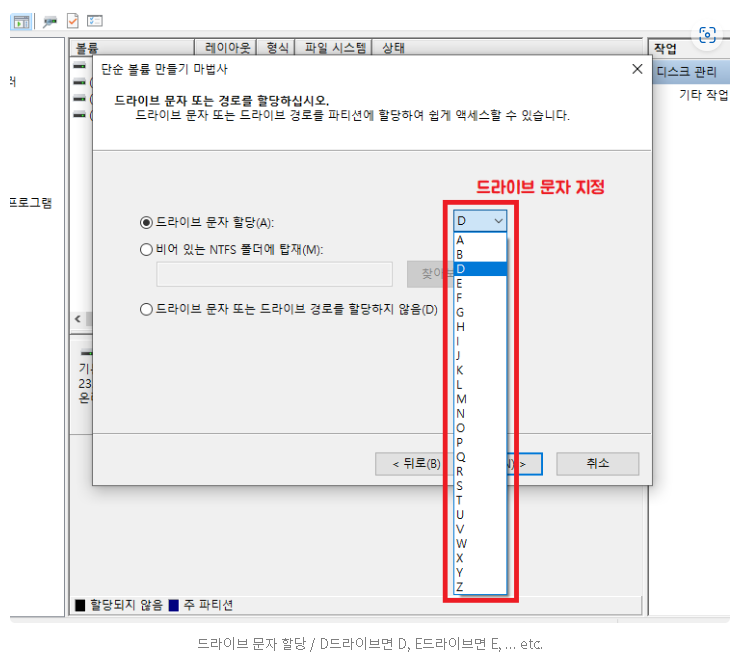 볼륨 레이아웃 형식 파일 시스템 상태
작업
단순 볼륨 만들기 마법사
디스크 관리
기타 작업
드라이브 문자 또는 경로를 할당하십시오.
드라이브 문자 또는 드라이브 경로를 파티션에 할당하여 쉽게 액세스할 수 있습니다.
프로그램
드라이브 문자 지정
드라이브 문자 할당(A):
D
비어 있는 NTFS 폴더에 탑재(M):
드라이브 문자 또는 드라이브 경로를 할당하지 않음(D)
A
B
D
E
F
G
H
I
J
K
L
M
N
O
P
Q
R
S
T
U
V
W
X
Y
Z
23
< 뒤로(B)
>
취소
할당되지 않음 주 파티션
드라이브 문자 할당 / D드라이브면 D, E드라이브면 E, ... etc.